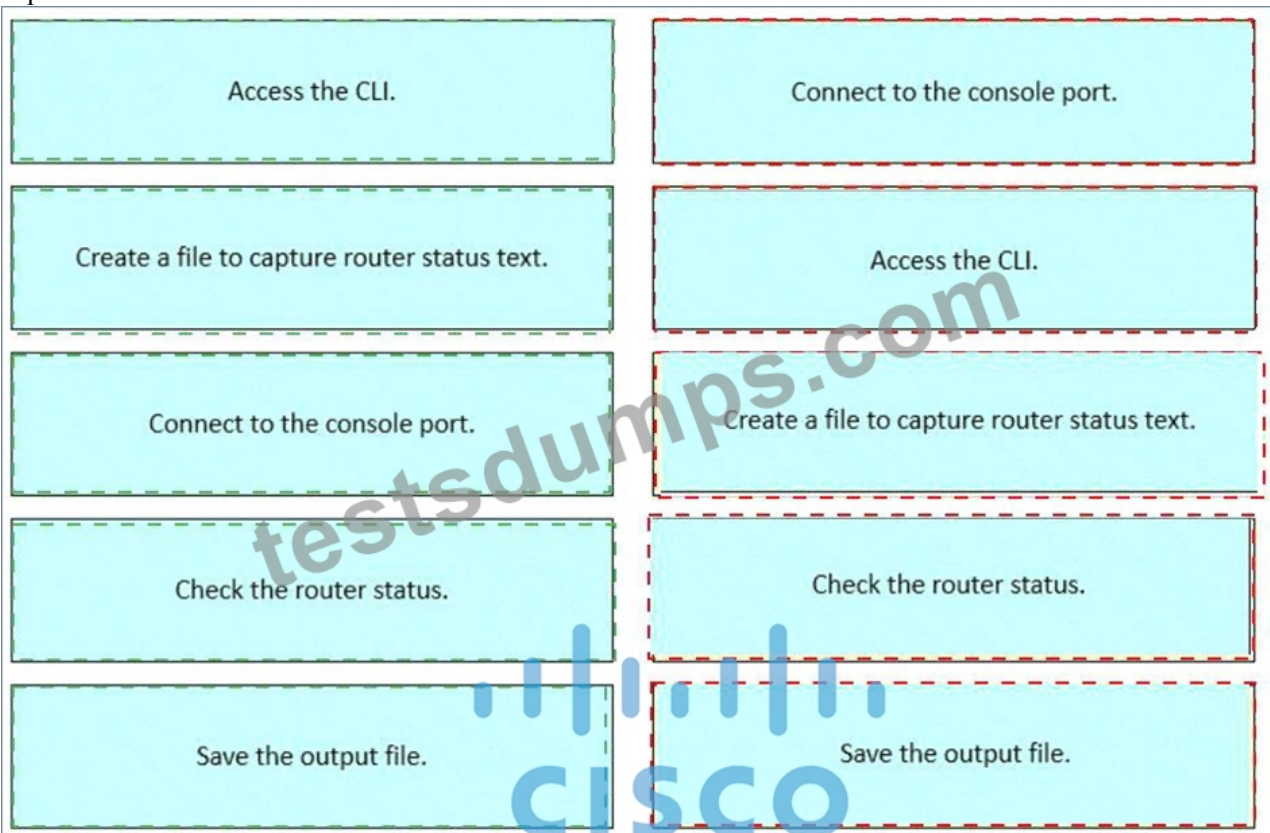 Access the CLI.
Connect to the console port.
Create a file to capture router status text.
Access the CLI.
Connect to the console port.
Create a file to capture router status text.
Check the router status.
Check the router status.
Save the output file.
Save the output file.
testsdumps.com
CISCO